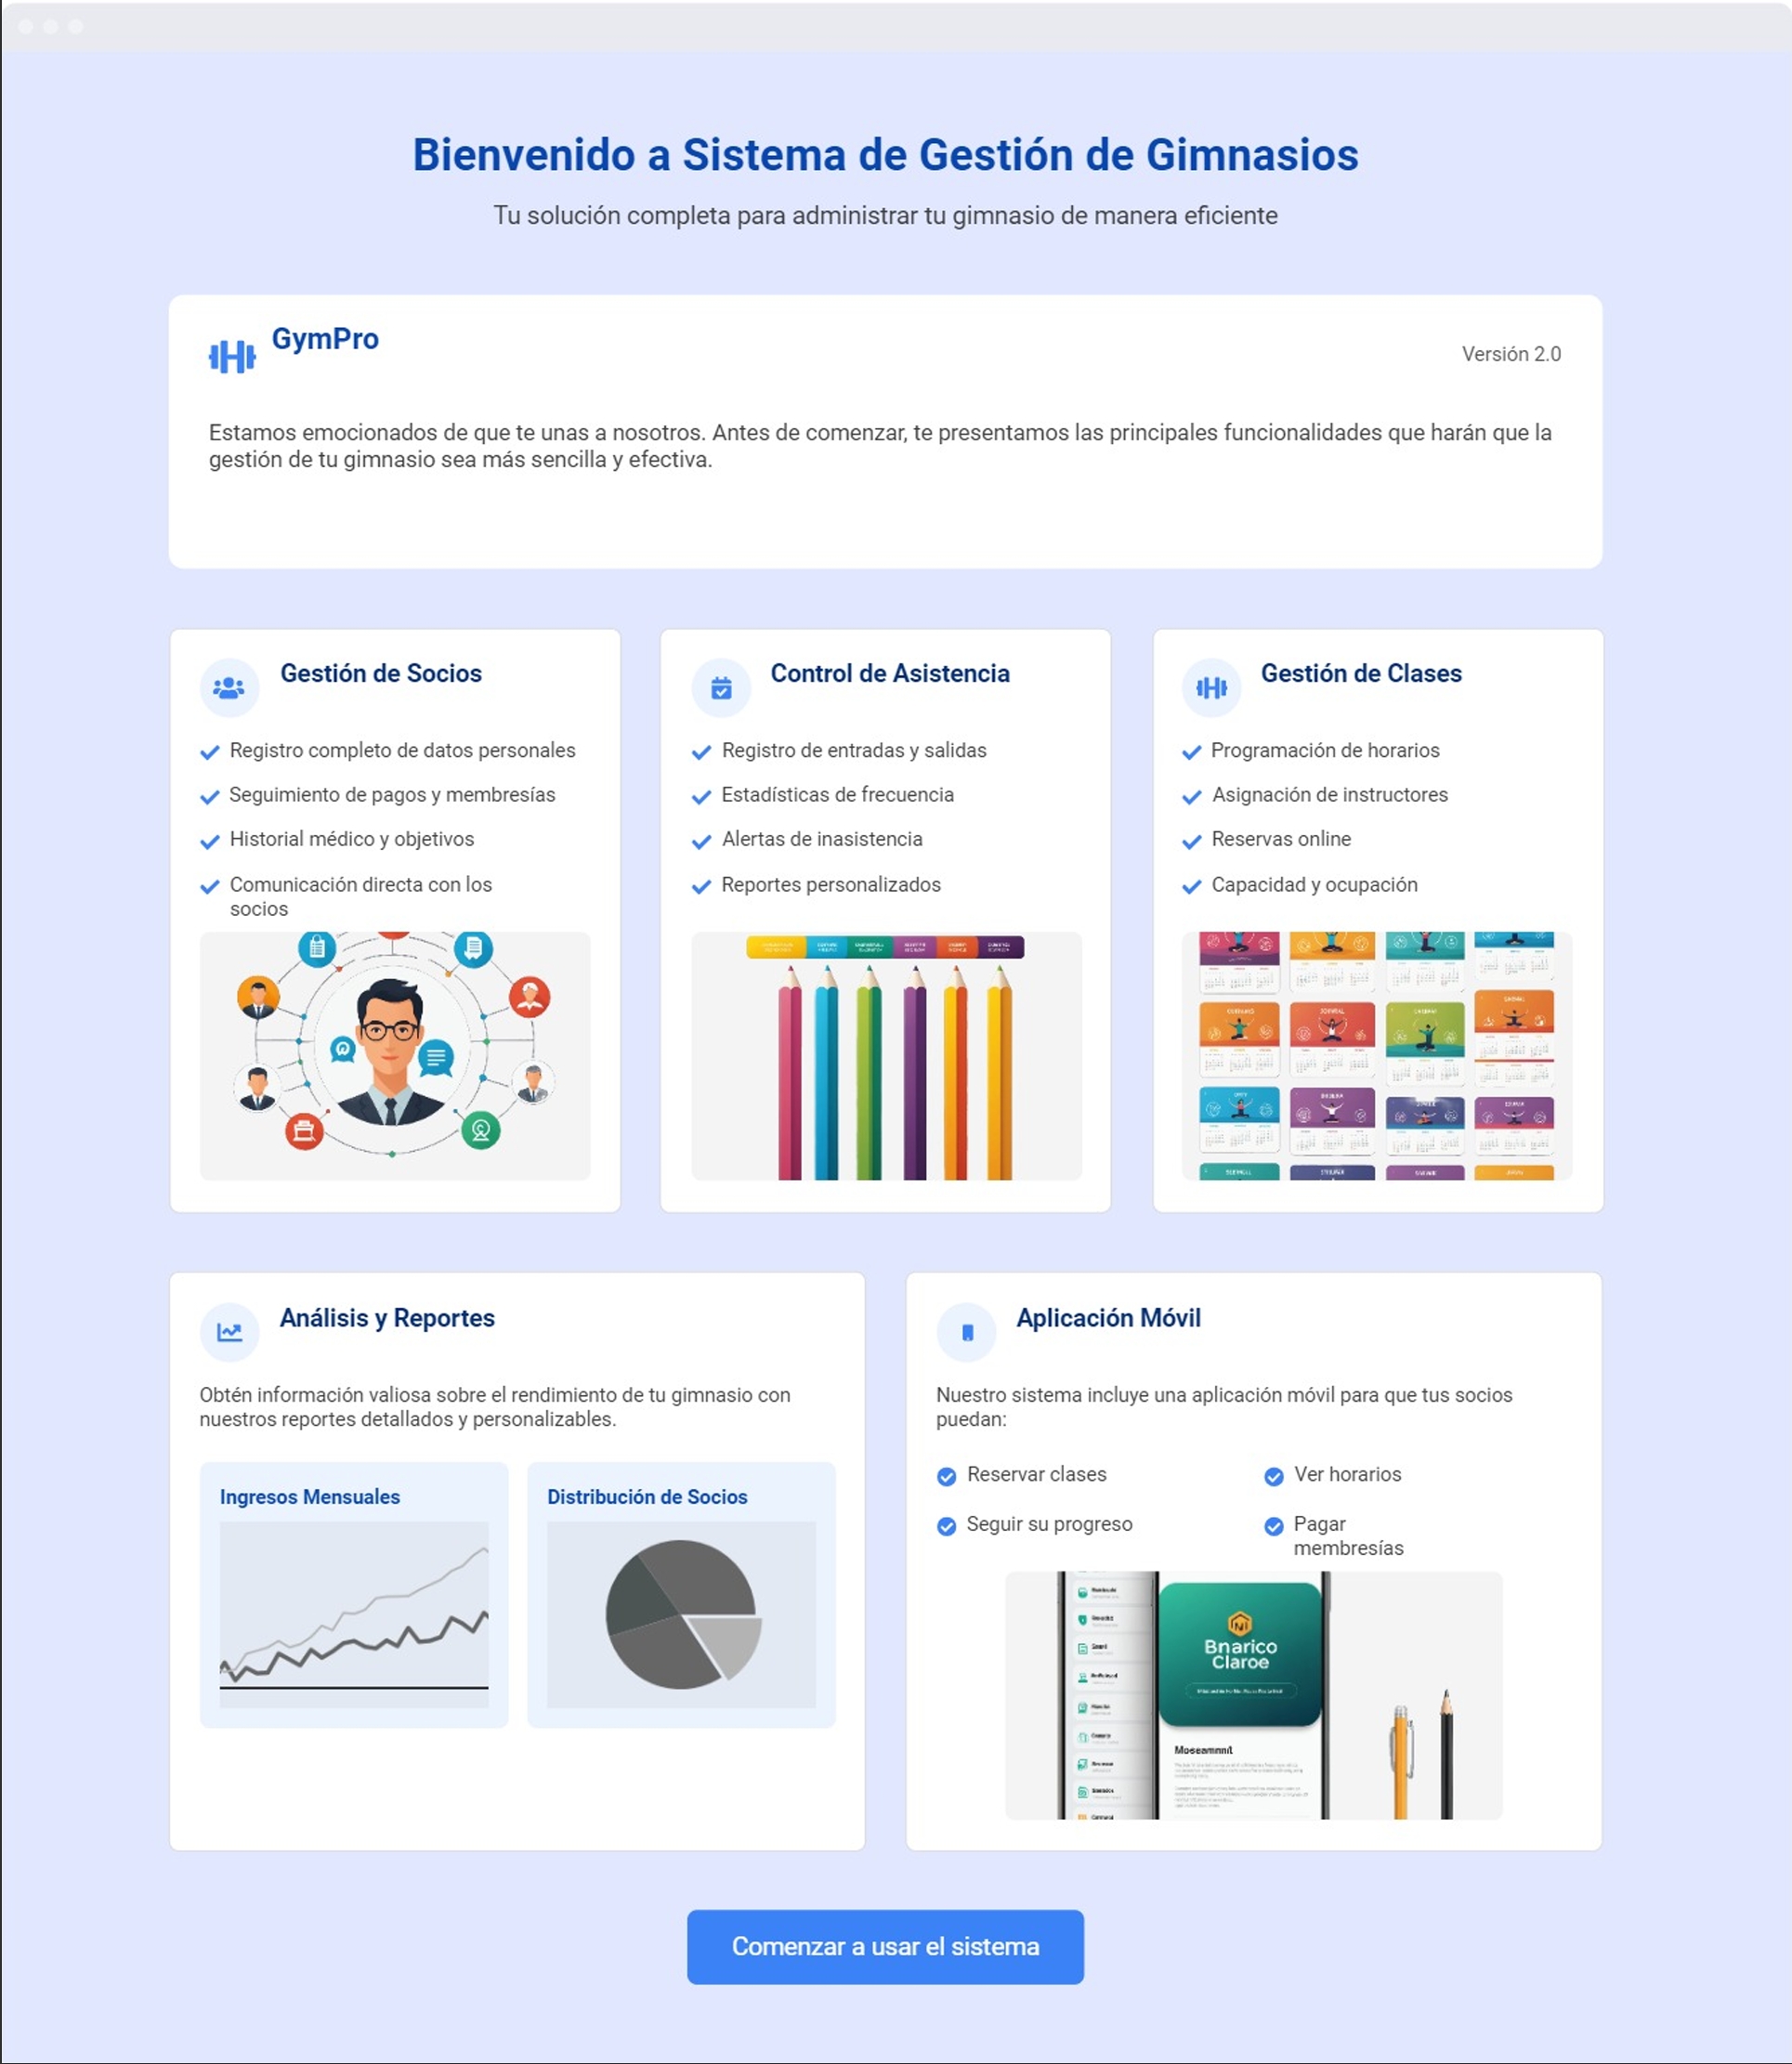 Bienvenido a Sistema de Gestión de Gimnasios
Tu solución completa para administrar tu gimnasio de manera eficiente
GymPro
Versión 2.0
Estamos emocionados de que te unas a nosotros. Antes de comenzar, te presentamos las principales funcionalidades que harán que la
gestión de tu gimnasio sea más sencilla y efectiva.
Gestión de Socios
Registro completo de datos personales
Seguimiento de pagos y membresías
Historial médico y objetivos
Comunicación directa con los
socios
Control de Asistencia
Registro de entradas y salidas
Estadísticas de frecuencia
Alertas de inasistencia
Reportes personalizados
Gestión de Clases
Programación de horarios
Asignación de instructores
Reservas online
Capacidad y ocupación
Análisis y Reportes
Obtén información valiosa sobre el rendimiento de tu gimnasio con
nuestros reportes detallados y personalizables.
Ingresos Mensuales
Distribución de Socios
Aplicación Móvil
Nuestro sistema incluye una aplicación móvil para que tus socios
puedan:
Reservar clases
Ver horarios
Seguir su progreso
Pagar
membresías
Bnarico
Claroe
Comenzar a usar el sistema